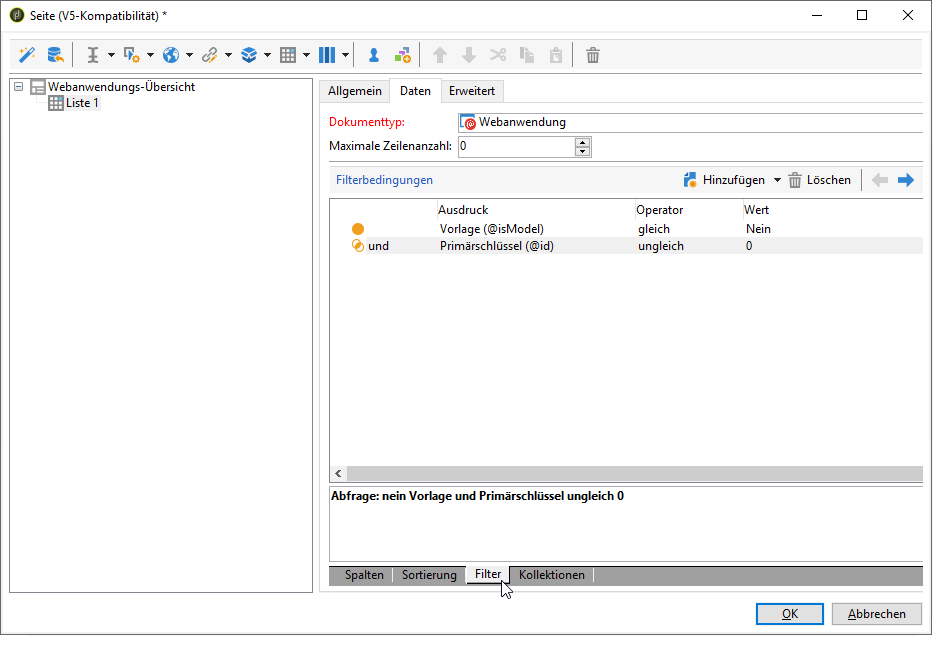 Seite (V5-Kompatibilität) *
Webanwendungs-Übersicht
Liste 1
Allgemein Daten Erweitert
Dokumenttyp: Webanwendung
Maximale Zeilenanzahl: 0
Filterbedingungen Hinzufügen Löschen
Ausdruck Operator Wert
Vorlage (@isModel) gleich Nein
und Primärschlüssel (@id) ungleich 0
Abfrage: nein Vorlage und Primärschlüssel ungleich 0
Spalten Sortierung Filter Kollektionen
OK Abbrechen